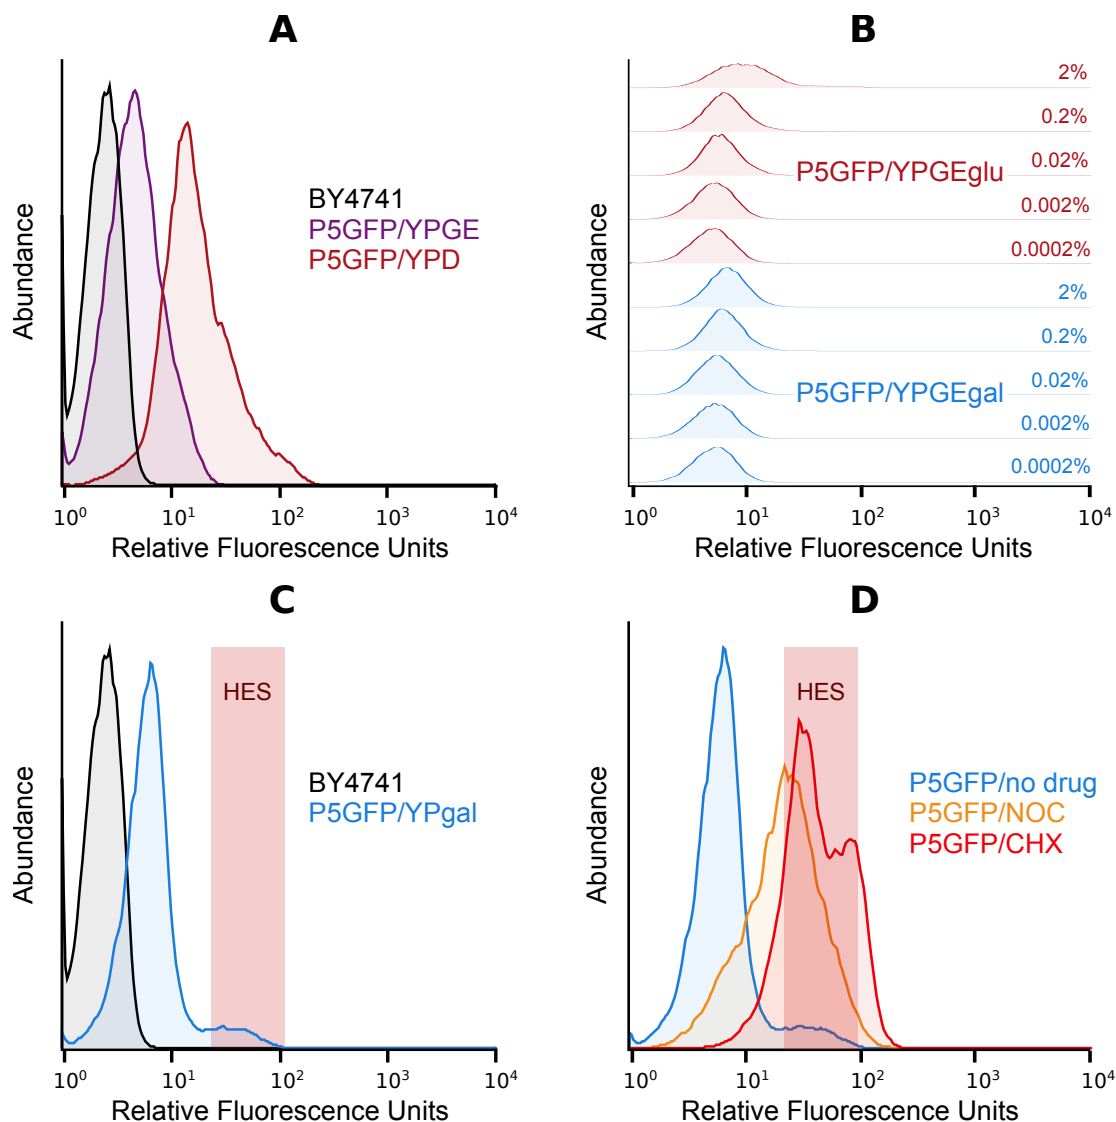 A
Abundance
BY4741
P5GFP/YPGE
P5GFP/YPD
10⁰ 10¹ 10² 10³ 10⁴
Relative Fluorescence Units
B
Abundance
2%
0.2%
P5GFP/YPGEglu 0.02%
0.002%
0.0002%
2%
0.2%
P5GFP/YPGEgal 0.02%
0.002%
0.0002%
10⁰ 10¹ 10² 10³ 10⁴
Relative Fluorescence Units
C
Abundance
HES
BY4741
P5GFP/YPgal
10⁰ 10¹ 10² 10³ 10⁴
Relative Fluorescence Units
D
Abundance
HES
P5GFP/no drug
P5GFP/NOC
P5GFP/CHX
10⁰ 10¹ 10² 10³ 10⁴
Relative Fluorescence Units